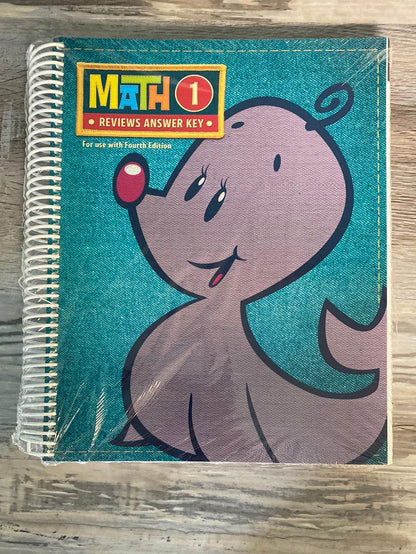 MATH 1
• REVIEWS ANSWER KEY •
For use with Fourth Edition